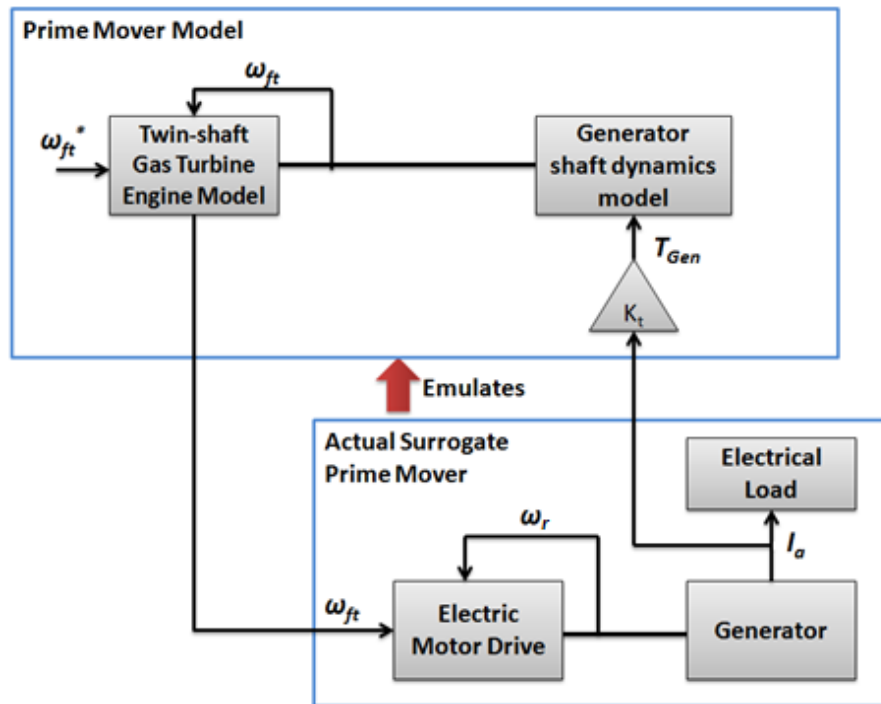 Prime Mover Model
ω_ft
ω_ft*
Twin-shaft
Gas Turbine
Engine Model
Generator
shaft dynamics
model
T_Gen
K_t
Emulates
Actual Surrogate
Prime Mover
Electrical
Load
ω_r
I_a
ω_ft
Electric
Motor Drive
Generator